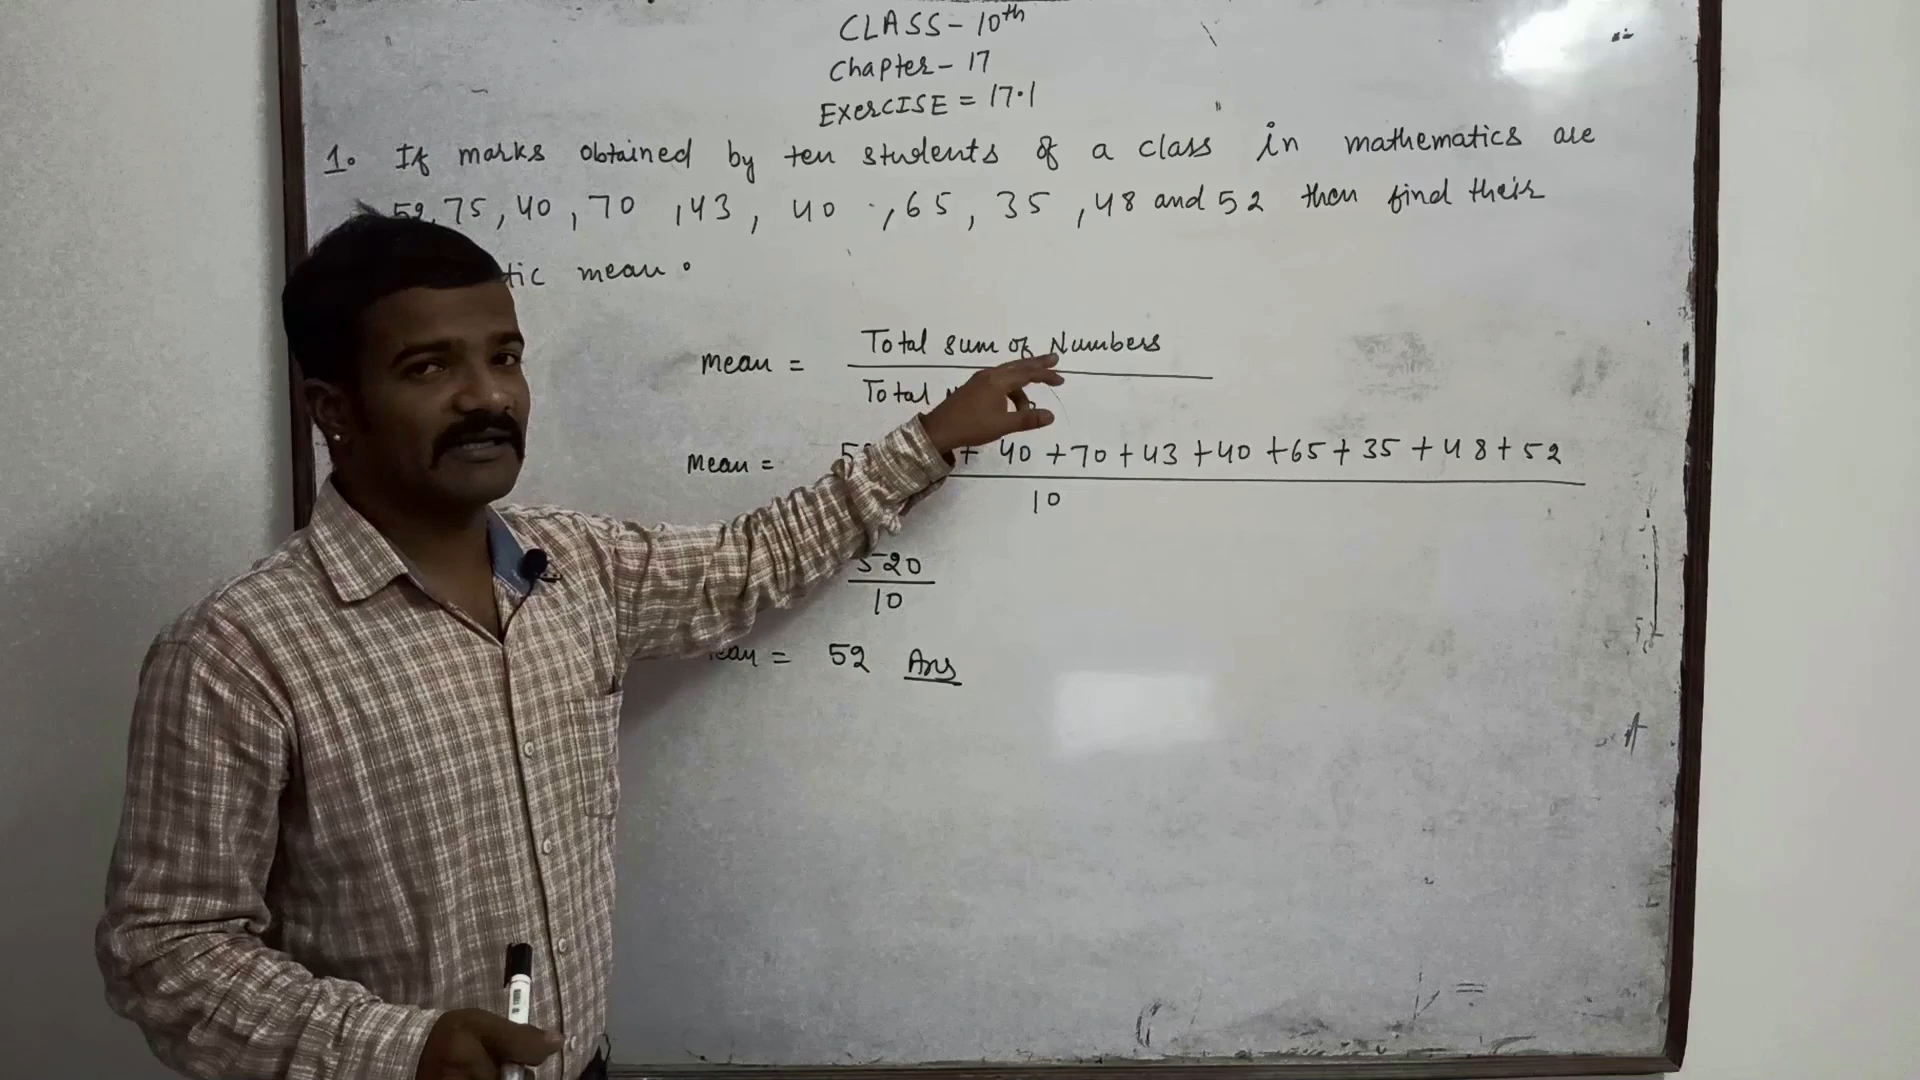 CLASS - 10th
Chapter - 17
EXERCISE = 17.1
1. If marks obtained by ten students of a class in mathematics are
52, 75, 40, 70, 43, 40, 65, 35, 48 and 52 then find their
tic mean.
mean = Total sum of Numbers
Total
mean = + 40 + 70 + 43 + 40 + 65 + 35 + 48 + 52
10
520
10
= 52 Ans